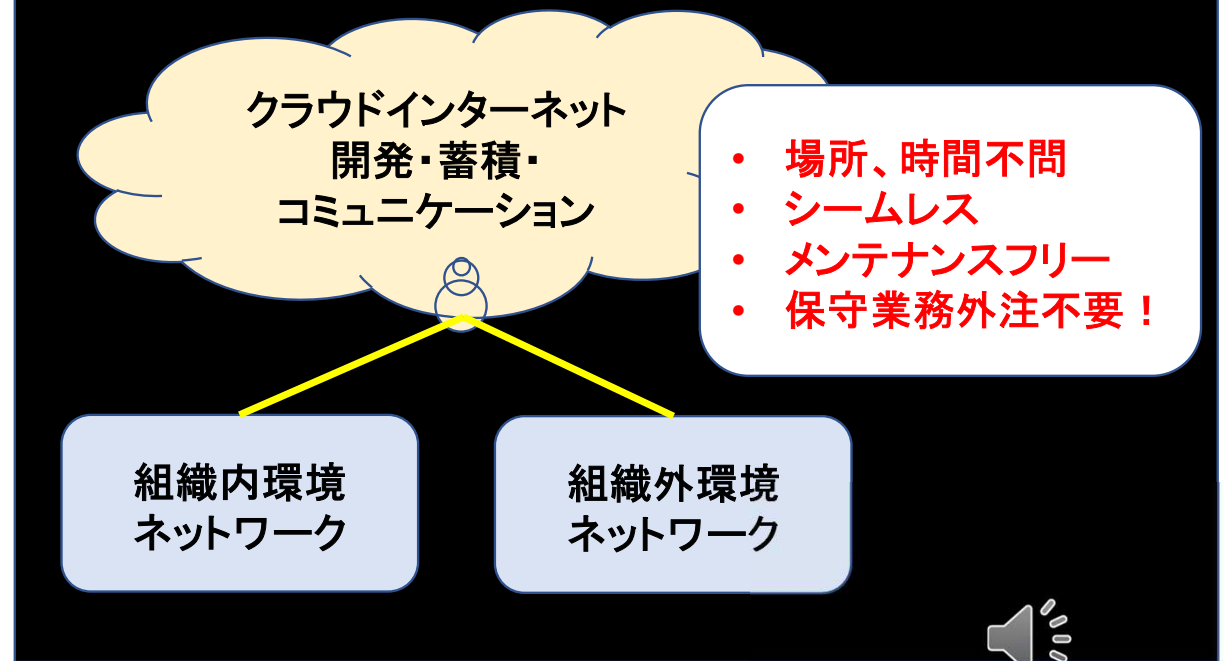 クラウドインターネット
開発・蓄積・
コミュニケーション
• 場所、時間不問
• シームレス
• メンテナンスフリー
• 保守業務外注不要！
組織内環境
ネットワーク
組織外環境
ネットワーク